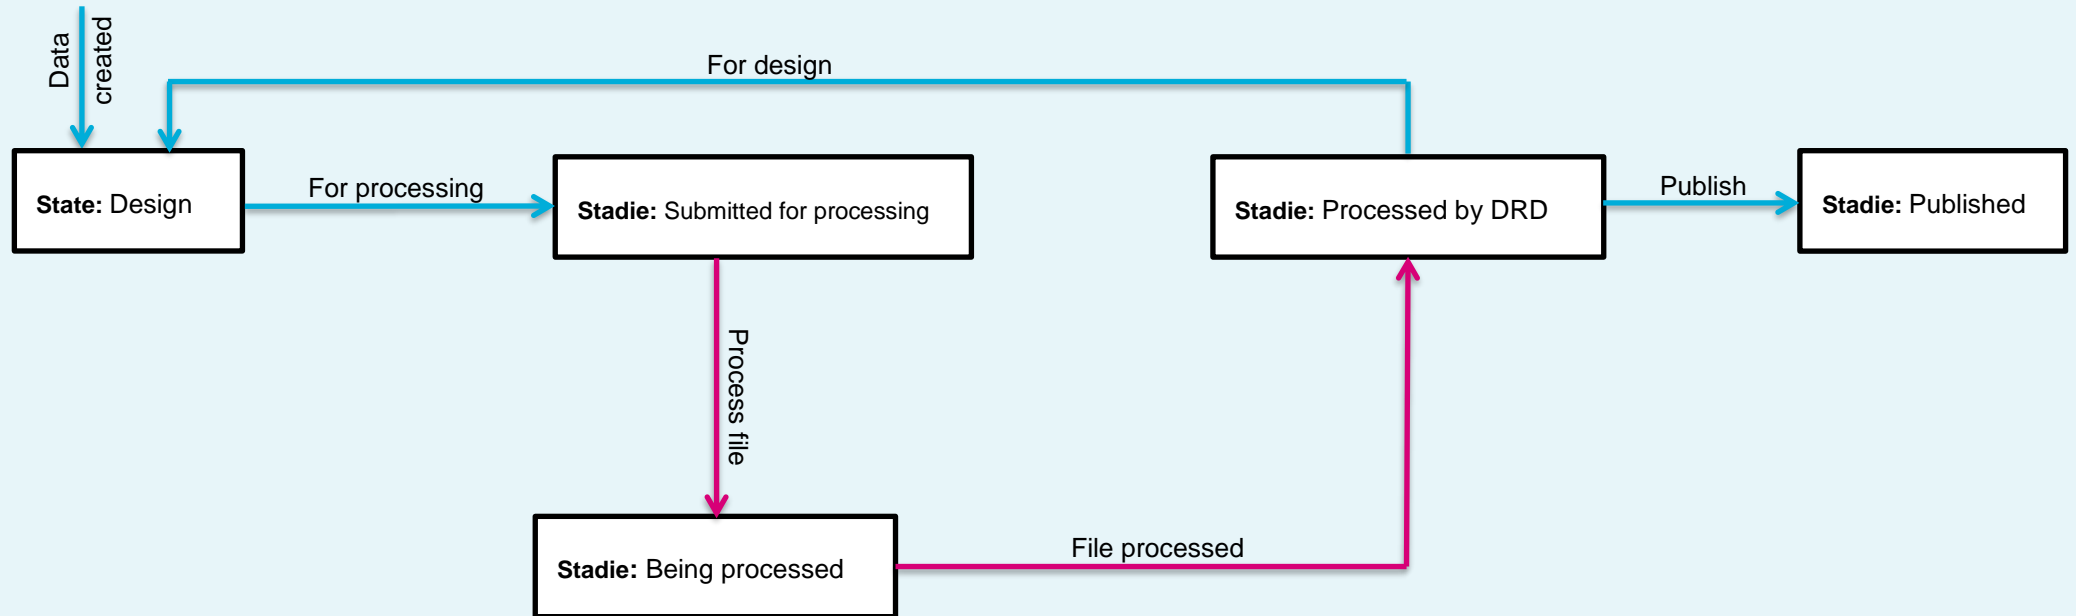 Data
created
For design
State: Design
For processing
Stadie: Submitted for processing
Stadie: Processed by DRD
Publish
Stadie: Published
Process file
File processed
Stadie: Being processed